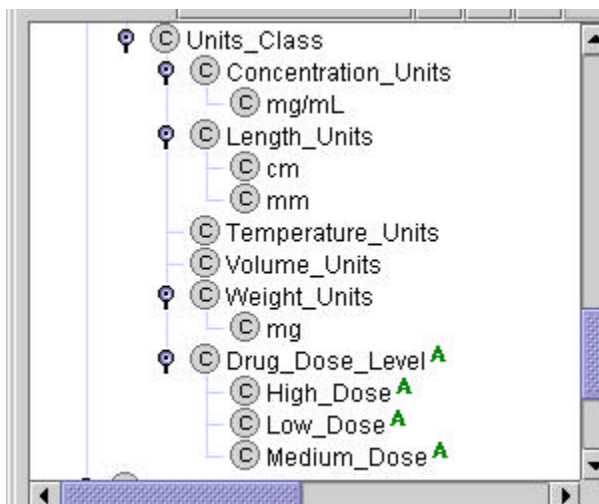 C Units_Class
C Concentration_Units
C mg/mL
C Length_Units
C cm
C mm
C Temperature_Units
C Volume_Units
C Weight_Units
C mg
C Drug_Dose_Level A
C High_Dose A
C Low_Dose A
C Medium_Dose A